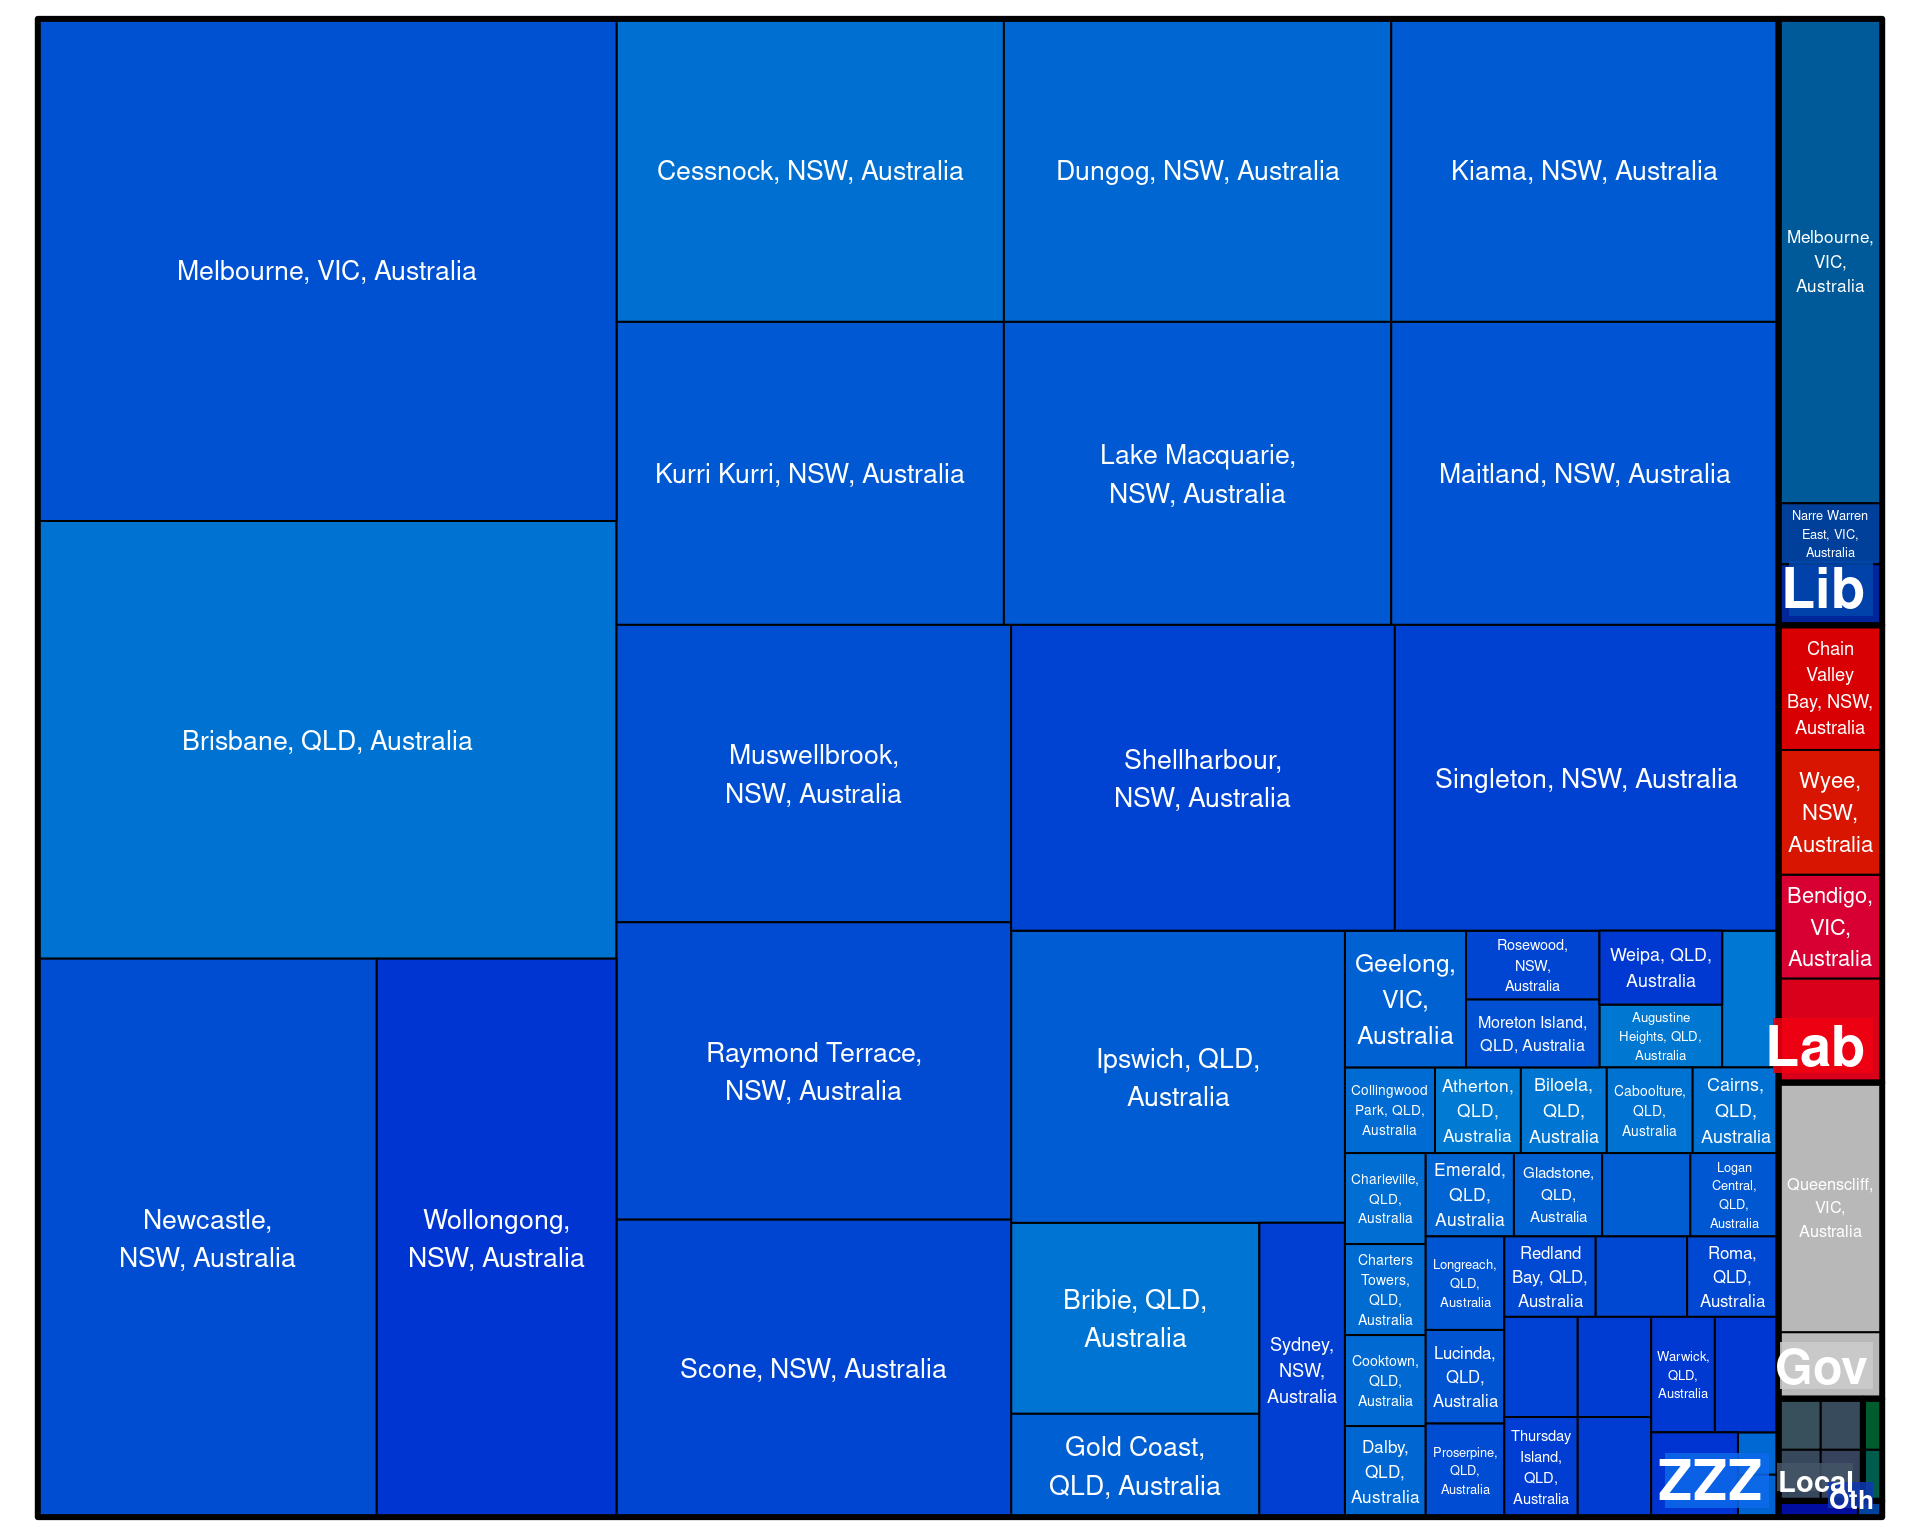 Melbourne, VIC, Australia
Brisbane, QLD, Australia
Newcastle,
NSW, Australia
Wollongong,
NSW, Australia
Cessnock, NSW, Australia
Dungog, NSW, Australia
Kiama, NSW, Australia
Kurri Kurri, NSW, Australia
Lake Macquarie,
NSW, Australia
Maitland, NSW, Australia
Muswellbrook,
NSW, Australia
Shellharbour,
NSW, Australia
Singleton, NSW, Australia
Raymond Terrace,
NSW, Australia
Scone, NSW, Australia
Ipswich, QLD,
Australia
Bribie, QLD,
Australia
Gold Coast,
QLD, Australia
Sydney,
NSW,
Australia
Geelong,
VIC,
Australia
Rosewood,
NSW,
Australia
Moreton Island,
QLD, Australia
Weipa, QLD,
Australia
Augustine
Heights, QLD,
Australia
Collingwood
Park, QLD,
Australia
Atherton,
QLD,
Australia
Biloela,
QLD,
Australia
Caboolture,
QLD,
Australia
Cairns,
QLD,
Australia
Charleville,
QLD,
Australia
Charters
Towers,
QLD,
Australia
Cooktown,
QLD,
Australia
Dalby,
QLD,
Australia
Emerald,
QLD,
Australia
Gladstone,
QLD,
Australia
Logan
Central,
QLD,
Australia
Longreach,
QLD,
Australia
Lucinda,
QLD,
Australia
Proserpine,
QLD,
Australia
Redland
Bay, QLD,
Australia
Roma,
QLD,
Australia
Thursday
Island,
QLD,
Australia
Warwick,
QLD,
Australia
ZZZ
Melbourne,
VIC,
Australia
Narre Warren
East, VIC,
Australia
Lib
Chain
Valley
Bay, NSW,
Australia
Wyee,
NSW,
Australia
Bendigo,
VIC,
Australia
Lab
Queenscliff,
VIC,
Australia
Gov
Local
Oth